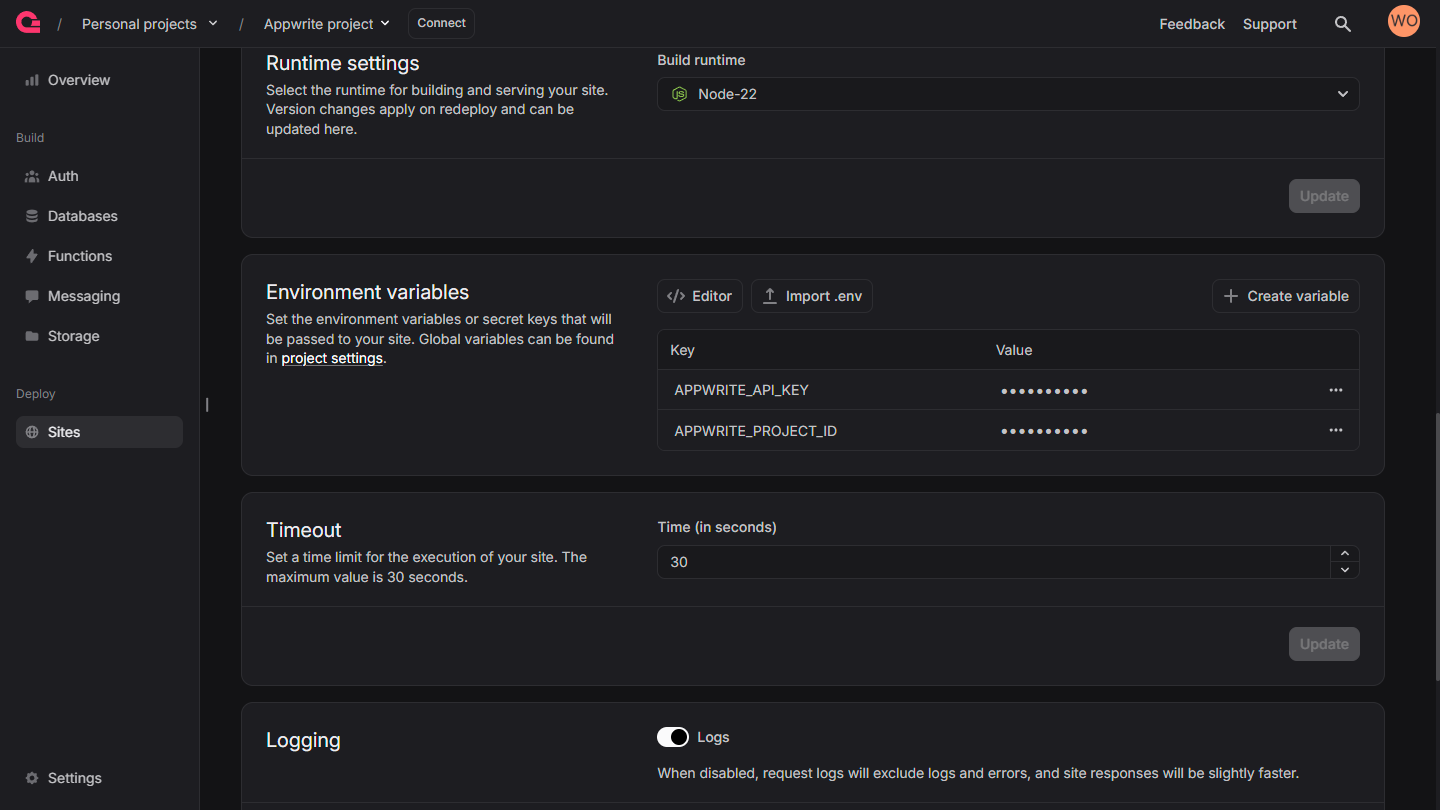 / Personal projects / Appwrite project Connect Feedback Support WO
Overview
Build
Auth
Databases
Functions
Messaging
Storage
Deploy
Sites
Settings
Runtime settings
Select the runtime for building and serving your site.
Version changes apply on redeploy and can be
updated here.
Build runtime
Node-22
Update
Environment variables
Set the environment variables or secret keys that will
be passed to your site. Global variables can be found
in project settings.
</> Editor Import .env Create variable
Key Value
APPWRITE_API_KEY ••••••••••
APPWRITE_PROJECT_ID ••••••••••
Timeout
Set a time limit for the execution of your site. The
maximum value is 30 seconds.
Time (in seconds)
30
Update
Logging
Logs
When disabled, request logs will exclude logs and errors, and site responses will be slightly faster.